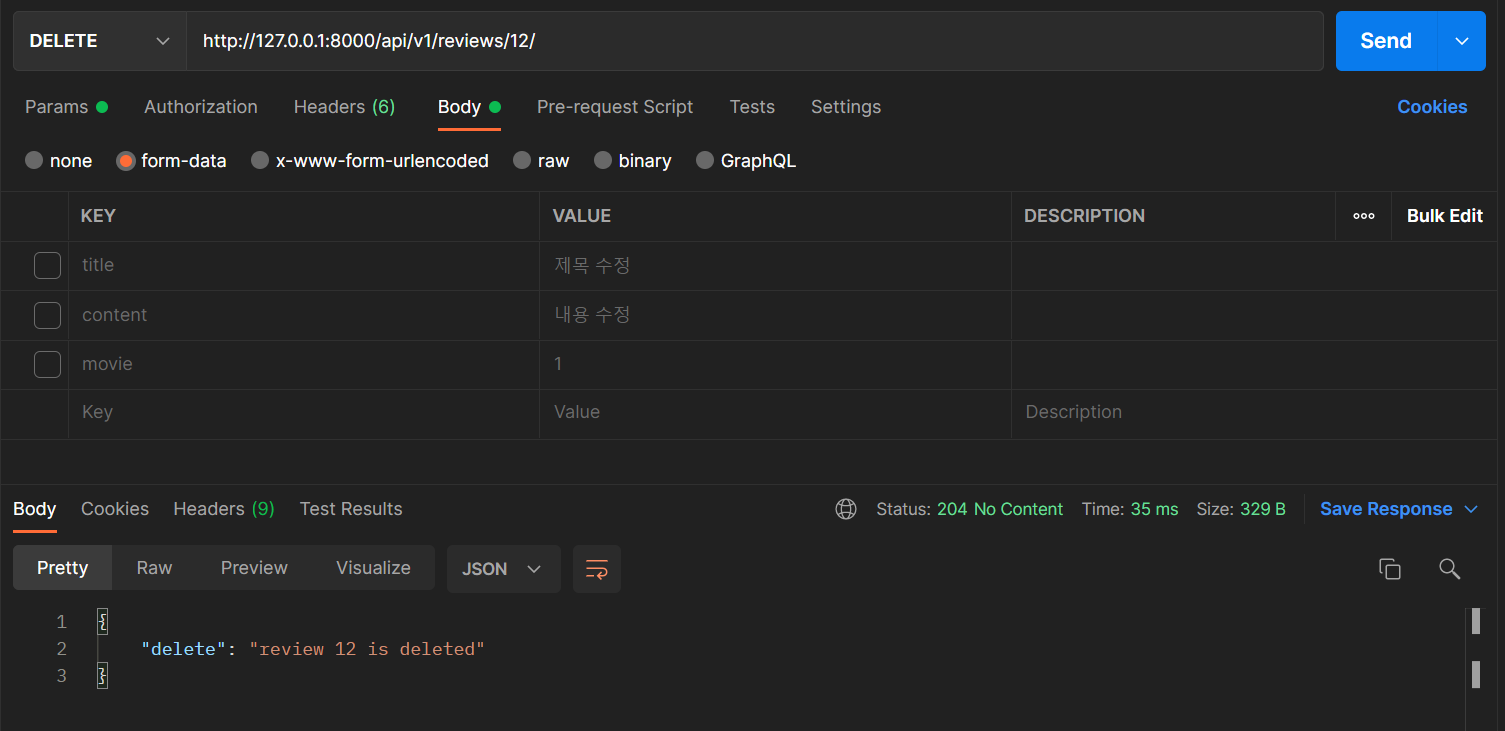 DELETE http://127.0.0.1:8000/api/v1/reviews/12/ Send
Params Authorization Headers (6) Body Pre-request Script Tests Settings Cookies
none form-data x-www-form-urlencoded raw binary GraphQL
KEY VALUE DESCRIPTION Bulk Edit
title 제목 수정
content 내용 수정
movie 1
Key Value Description
Body Cookies Headers (9) Test Results Status: 204 No Content Time: 35 ms Size: 329 B Save Response
Pretty Raw Preview Visualize JSON
1 {
2 "delete": "review 12 is deleted"
3 }